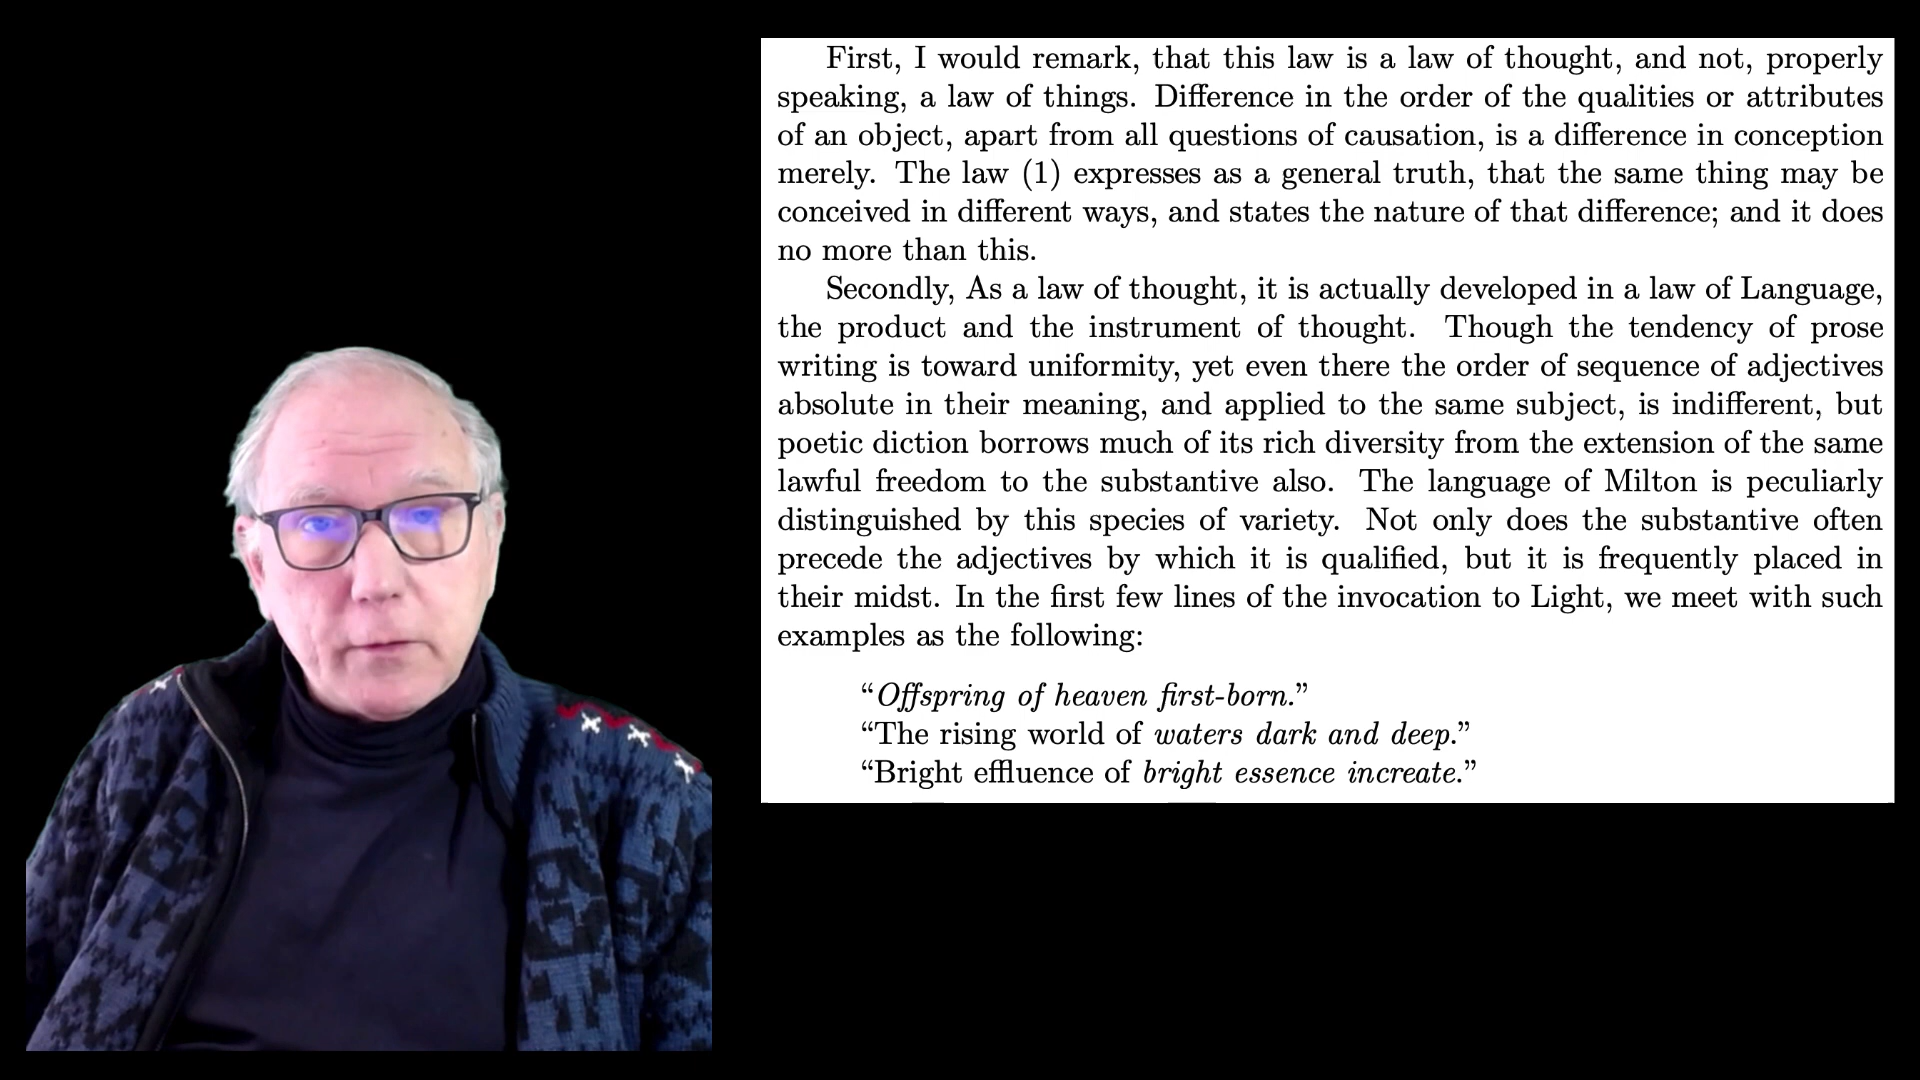 First, I would remark, that this law is a law of thought, and not, properly
speaking, a law of things. Difference in the order of the qualities or attributes
of an object, apart from all questions of causation, is a difference in conception
merely. The law (1) expresses as a general truth, that the same thing may be
conceived in different ways, and states the nature of that difference; and it does
no more than this.
Secondly, As a law of thought, it is actually developed in a law of Language,
the product and the instrument of thought. Though the tendency of prose
writing is toward uniformity, yet even there the order of sequence of adjectives
absolute in their meaning, and applied to the same subject, is indifferent, but
poetic diction borrows much of its rich diversity from the extension of the same
lawful freedom to the substantive also. The language of Milton is peculiarly
distinguished by this species of variety. Not only does the substantive often
precede the adjectives by which it is qualified, but it is frequently placed in
their midst. In the first few lines of the invocation to Light, we meet with such
examples as the following:
“Offspring of heaven first-born.”
“The rising world of waters dark and deep.”
“Bright effluence of bright essence increate.”